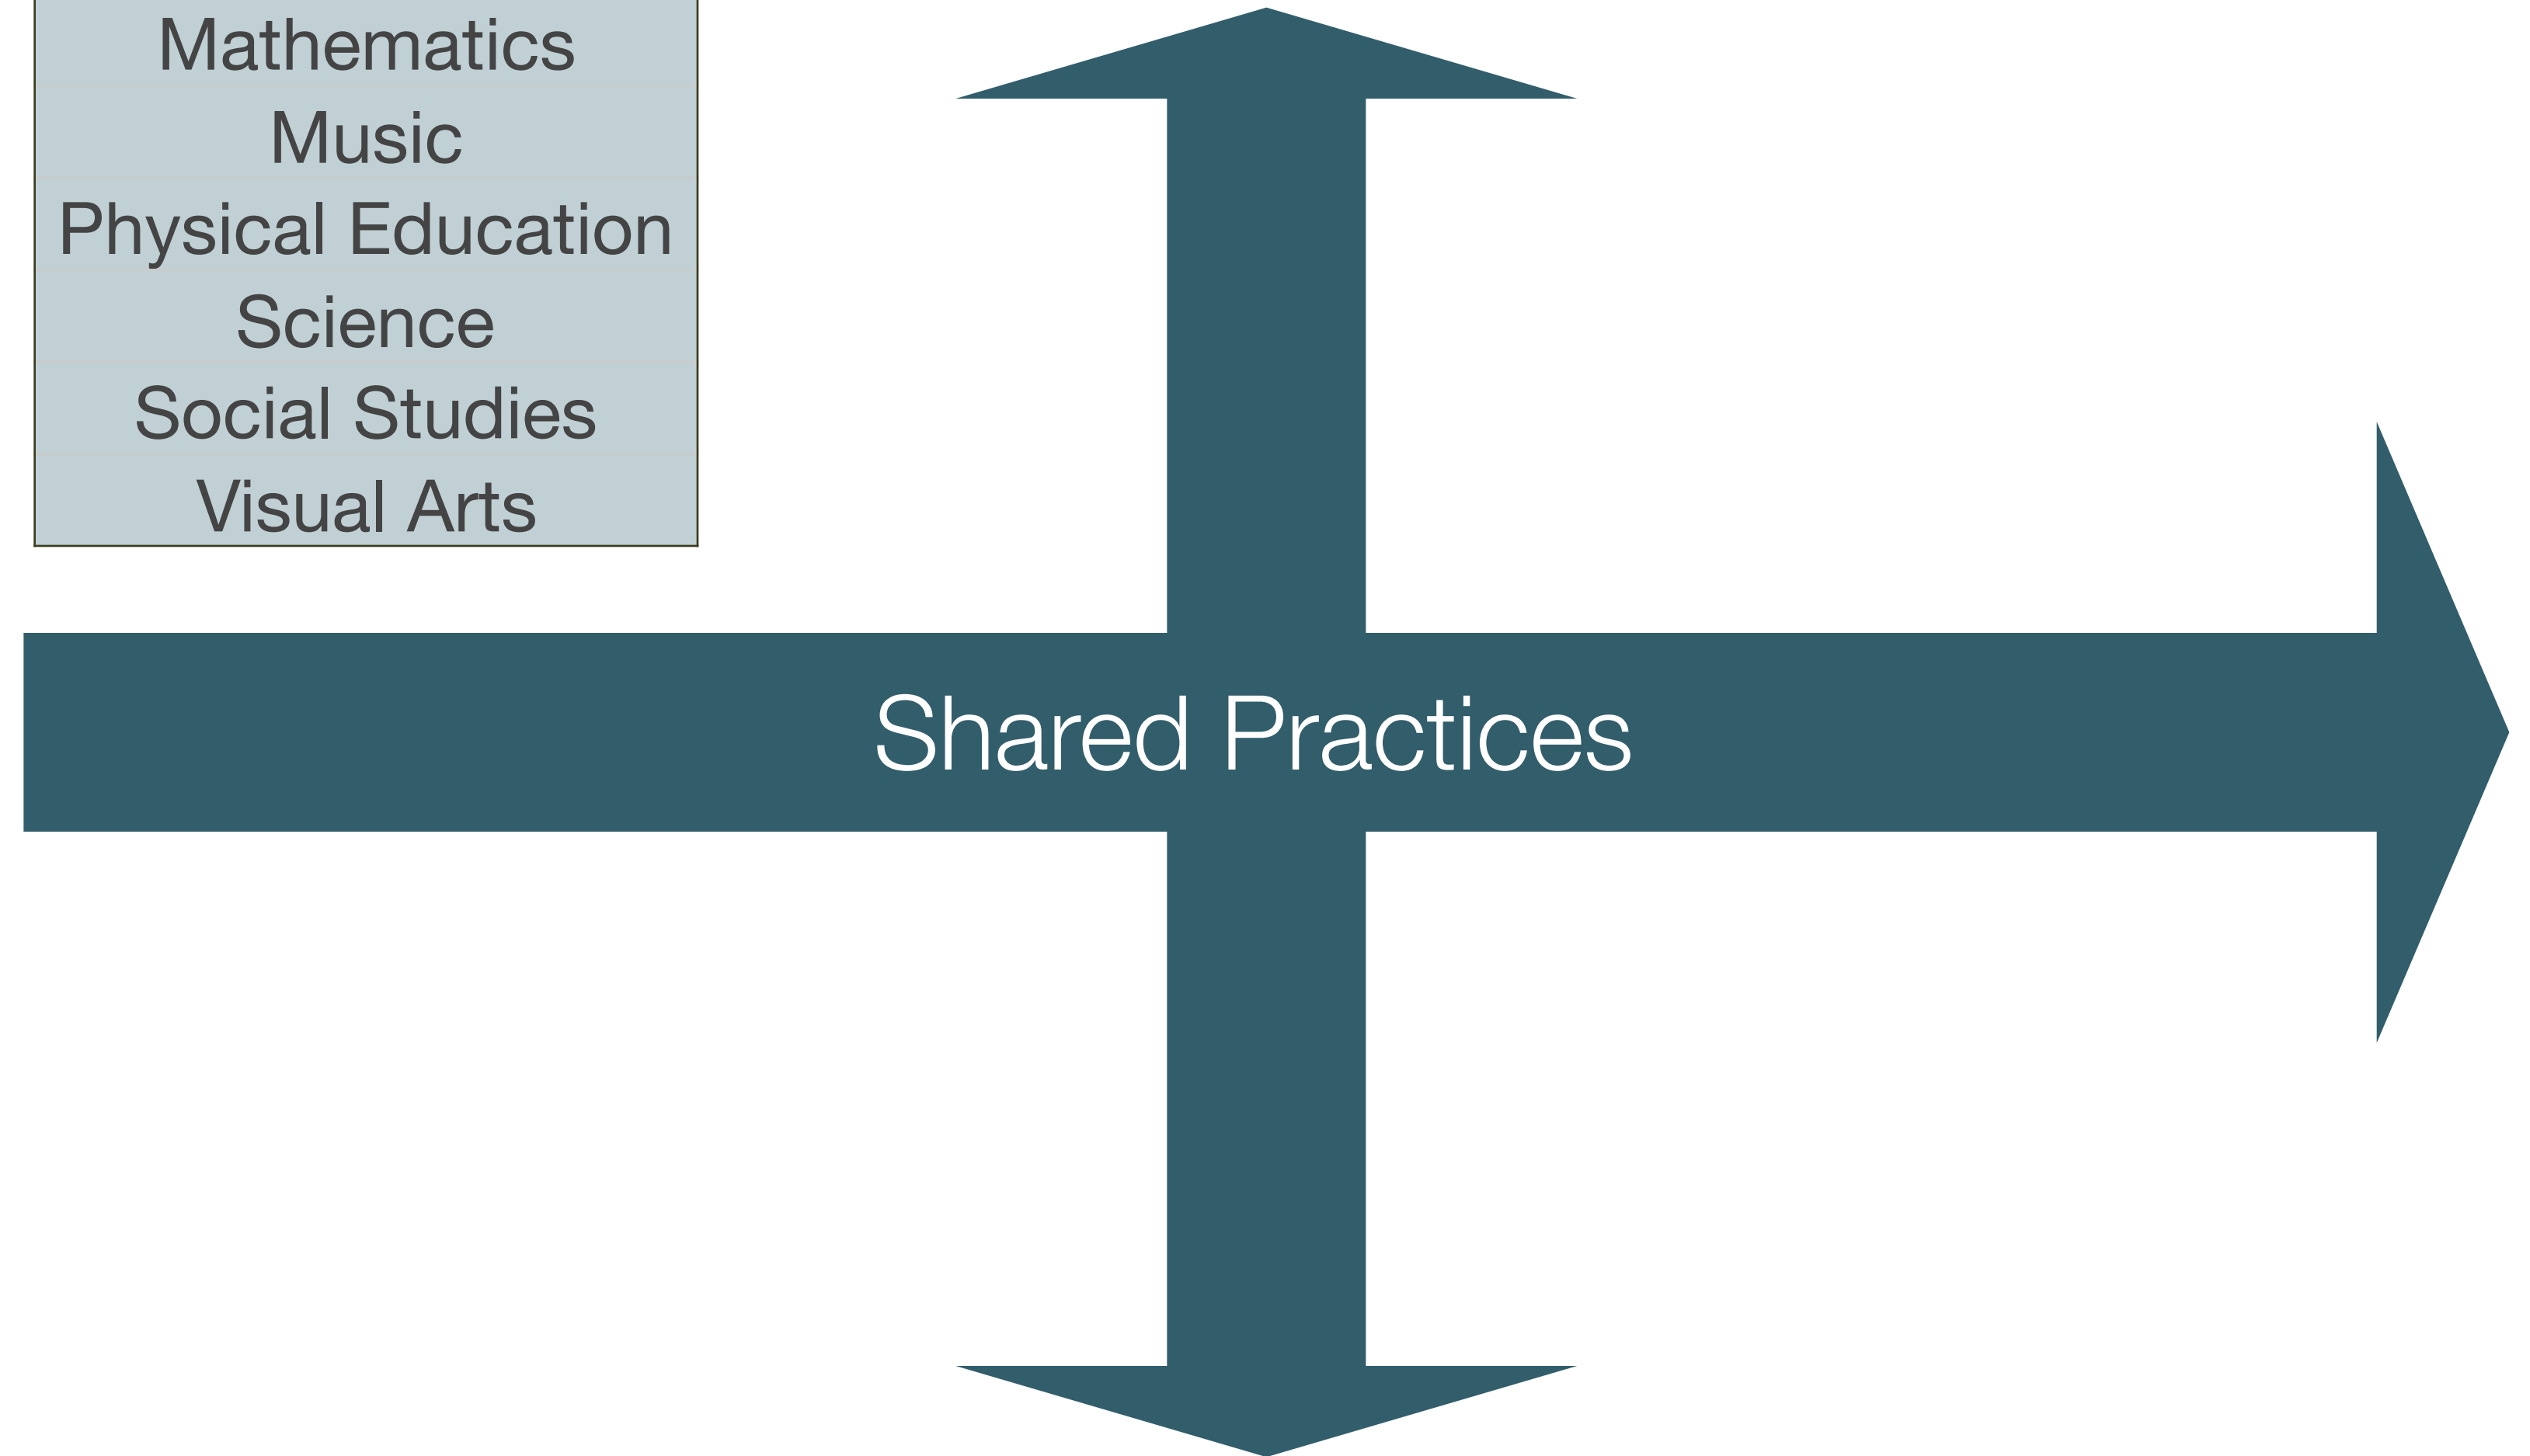 Mathematics
Music
Physical Education
Science
Social Studies
Visual Arts
Shared Practices